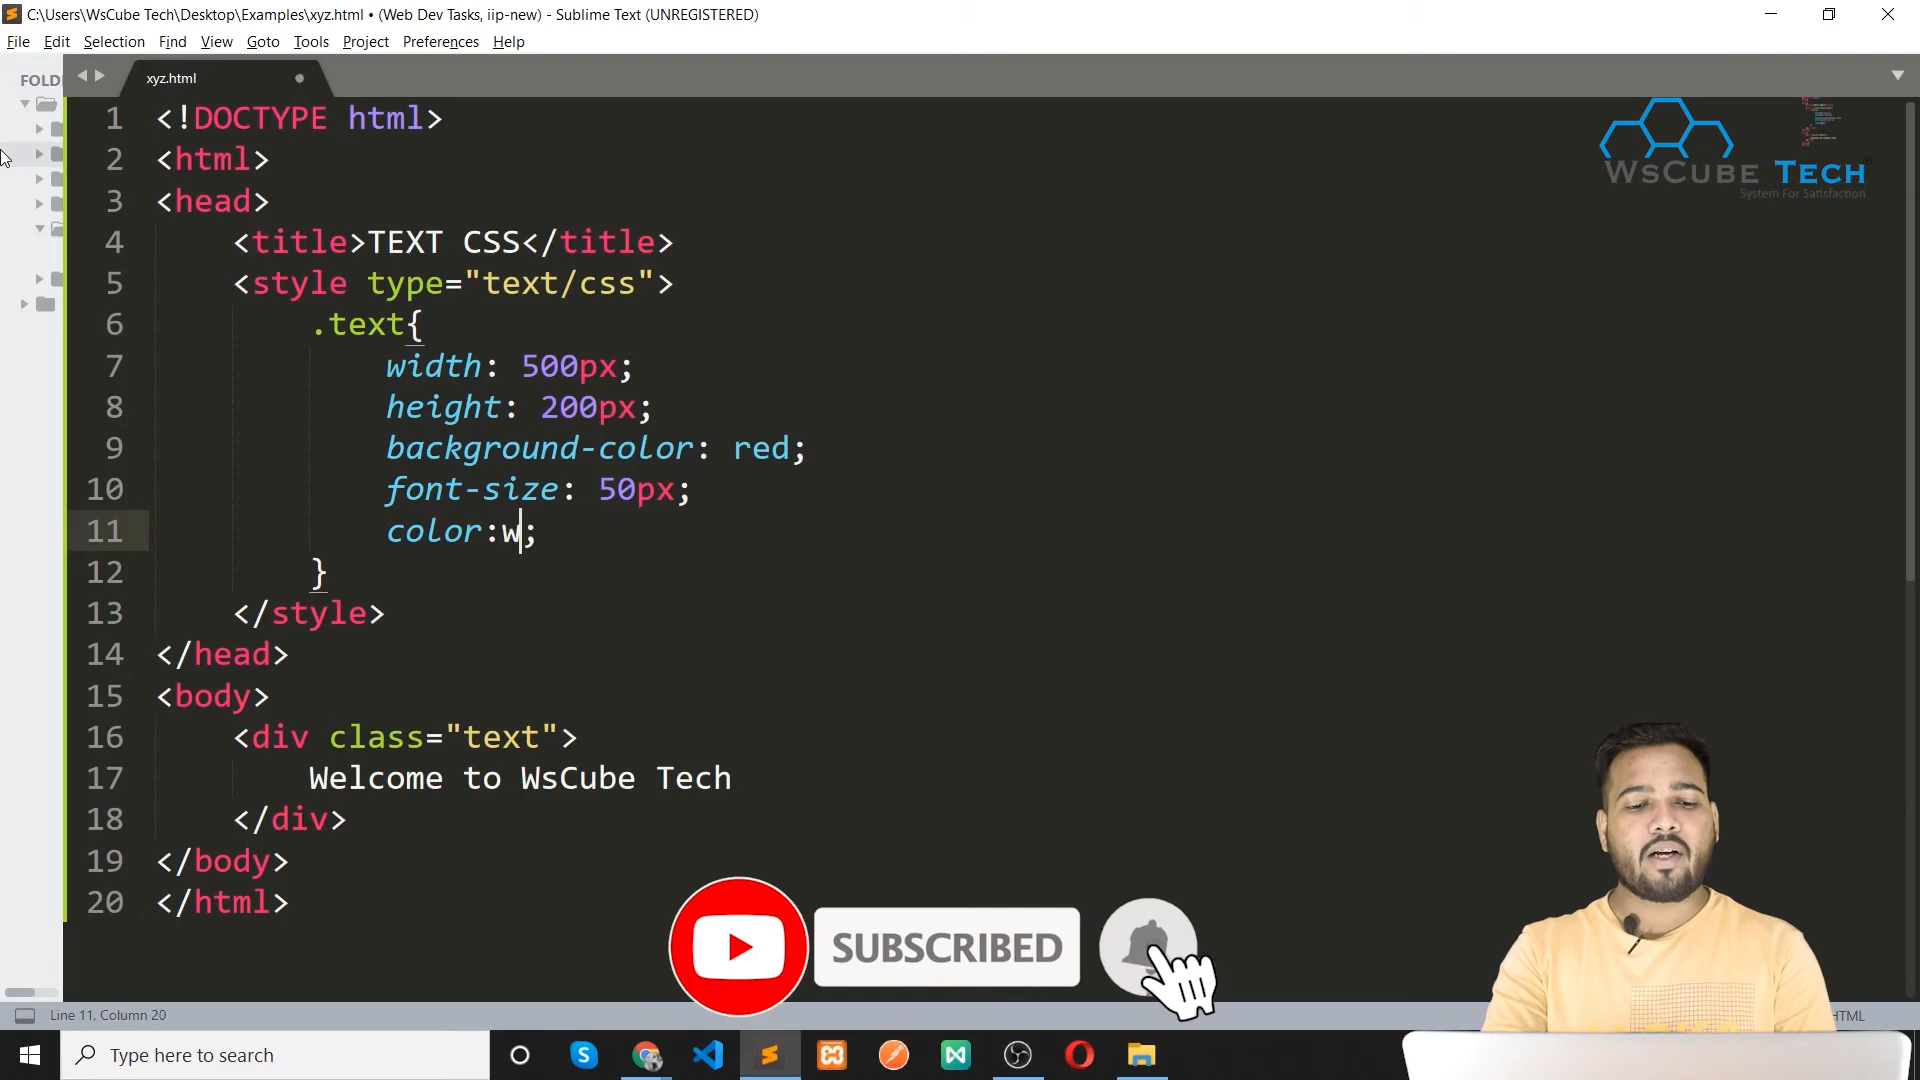 C:\Users\WsCube Tech\Desktop\Examples\xyz.html • (Web Dev Tasks, iip-new) - Sublime Text (UNREGISTERED)
File Edit Selection Find View Goto Tools Project Preferences Help
FOLD
xyz.html
1 <!DOCTYPE html>
2 <html>
3 <head>
4 <title>TEXT CSS</title>
5 <style type="text/css">
6 .text{
7 width: 500px;
8 height: 200px;
9 background-color: red;
10 font-size: 50px;
11 color:w;
12 }
13 </style>
14 </head>
15 <body>
16 <div class="text">
17 Welcome to WsCube Tech
18 </div>
19 </body>
20 </html>
WsCube Tech
System For Satisfaction
SUBSCRIBED
Line 11, Column 20
HTML
Type here to search